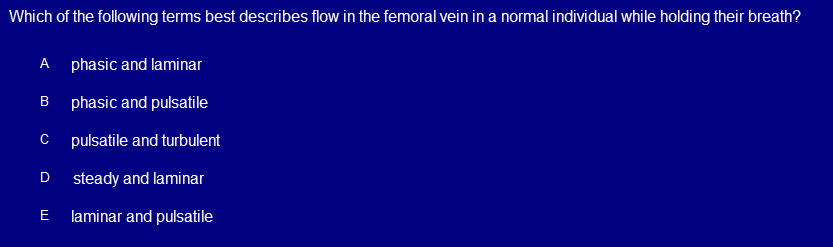 Which of the following terms best describes flow in the femoral vein in a normal individual while holding their breath?
A phasic and laminar
B phasic and pulsatile
C pulsatile and turbulent
D steady and laminar
E laminar and pulsatile